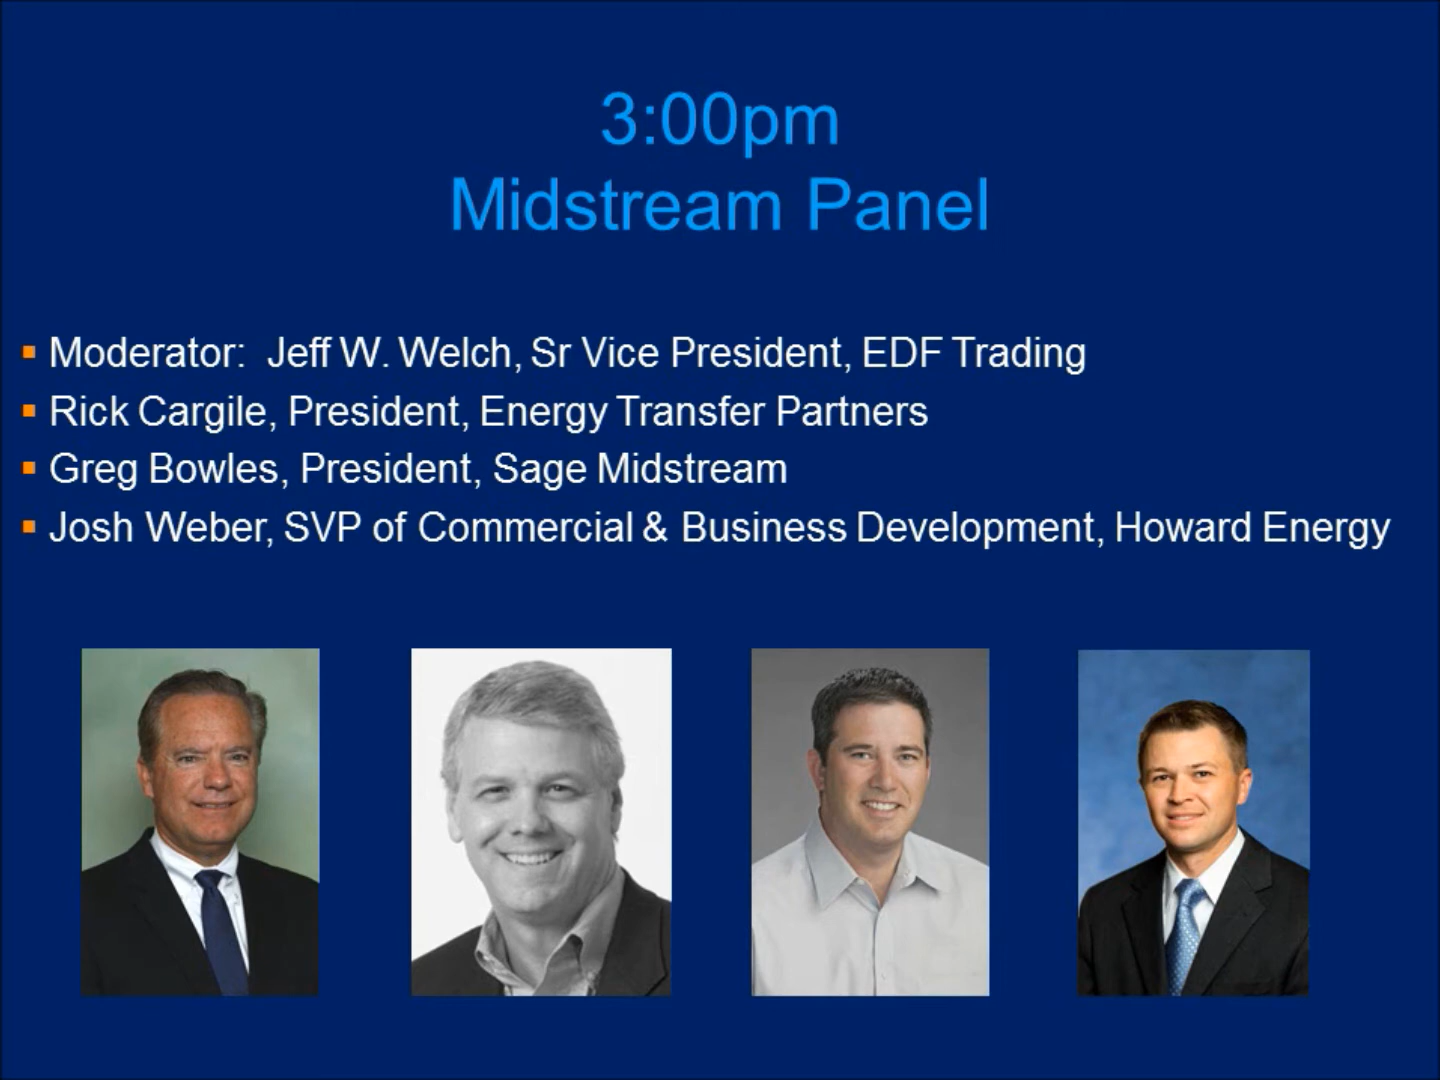 3:00pm
Midstream Panel
Moderator:  Jeff W. Welch, Sr Vice President, EDF Trading
Rick Cargile, President, Energy Transfer Partners
Greg Bowles, President, Sage Midstream
Josh Weber, SVP of Commercial & Business Development, Howard Energy